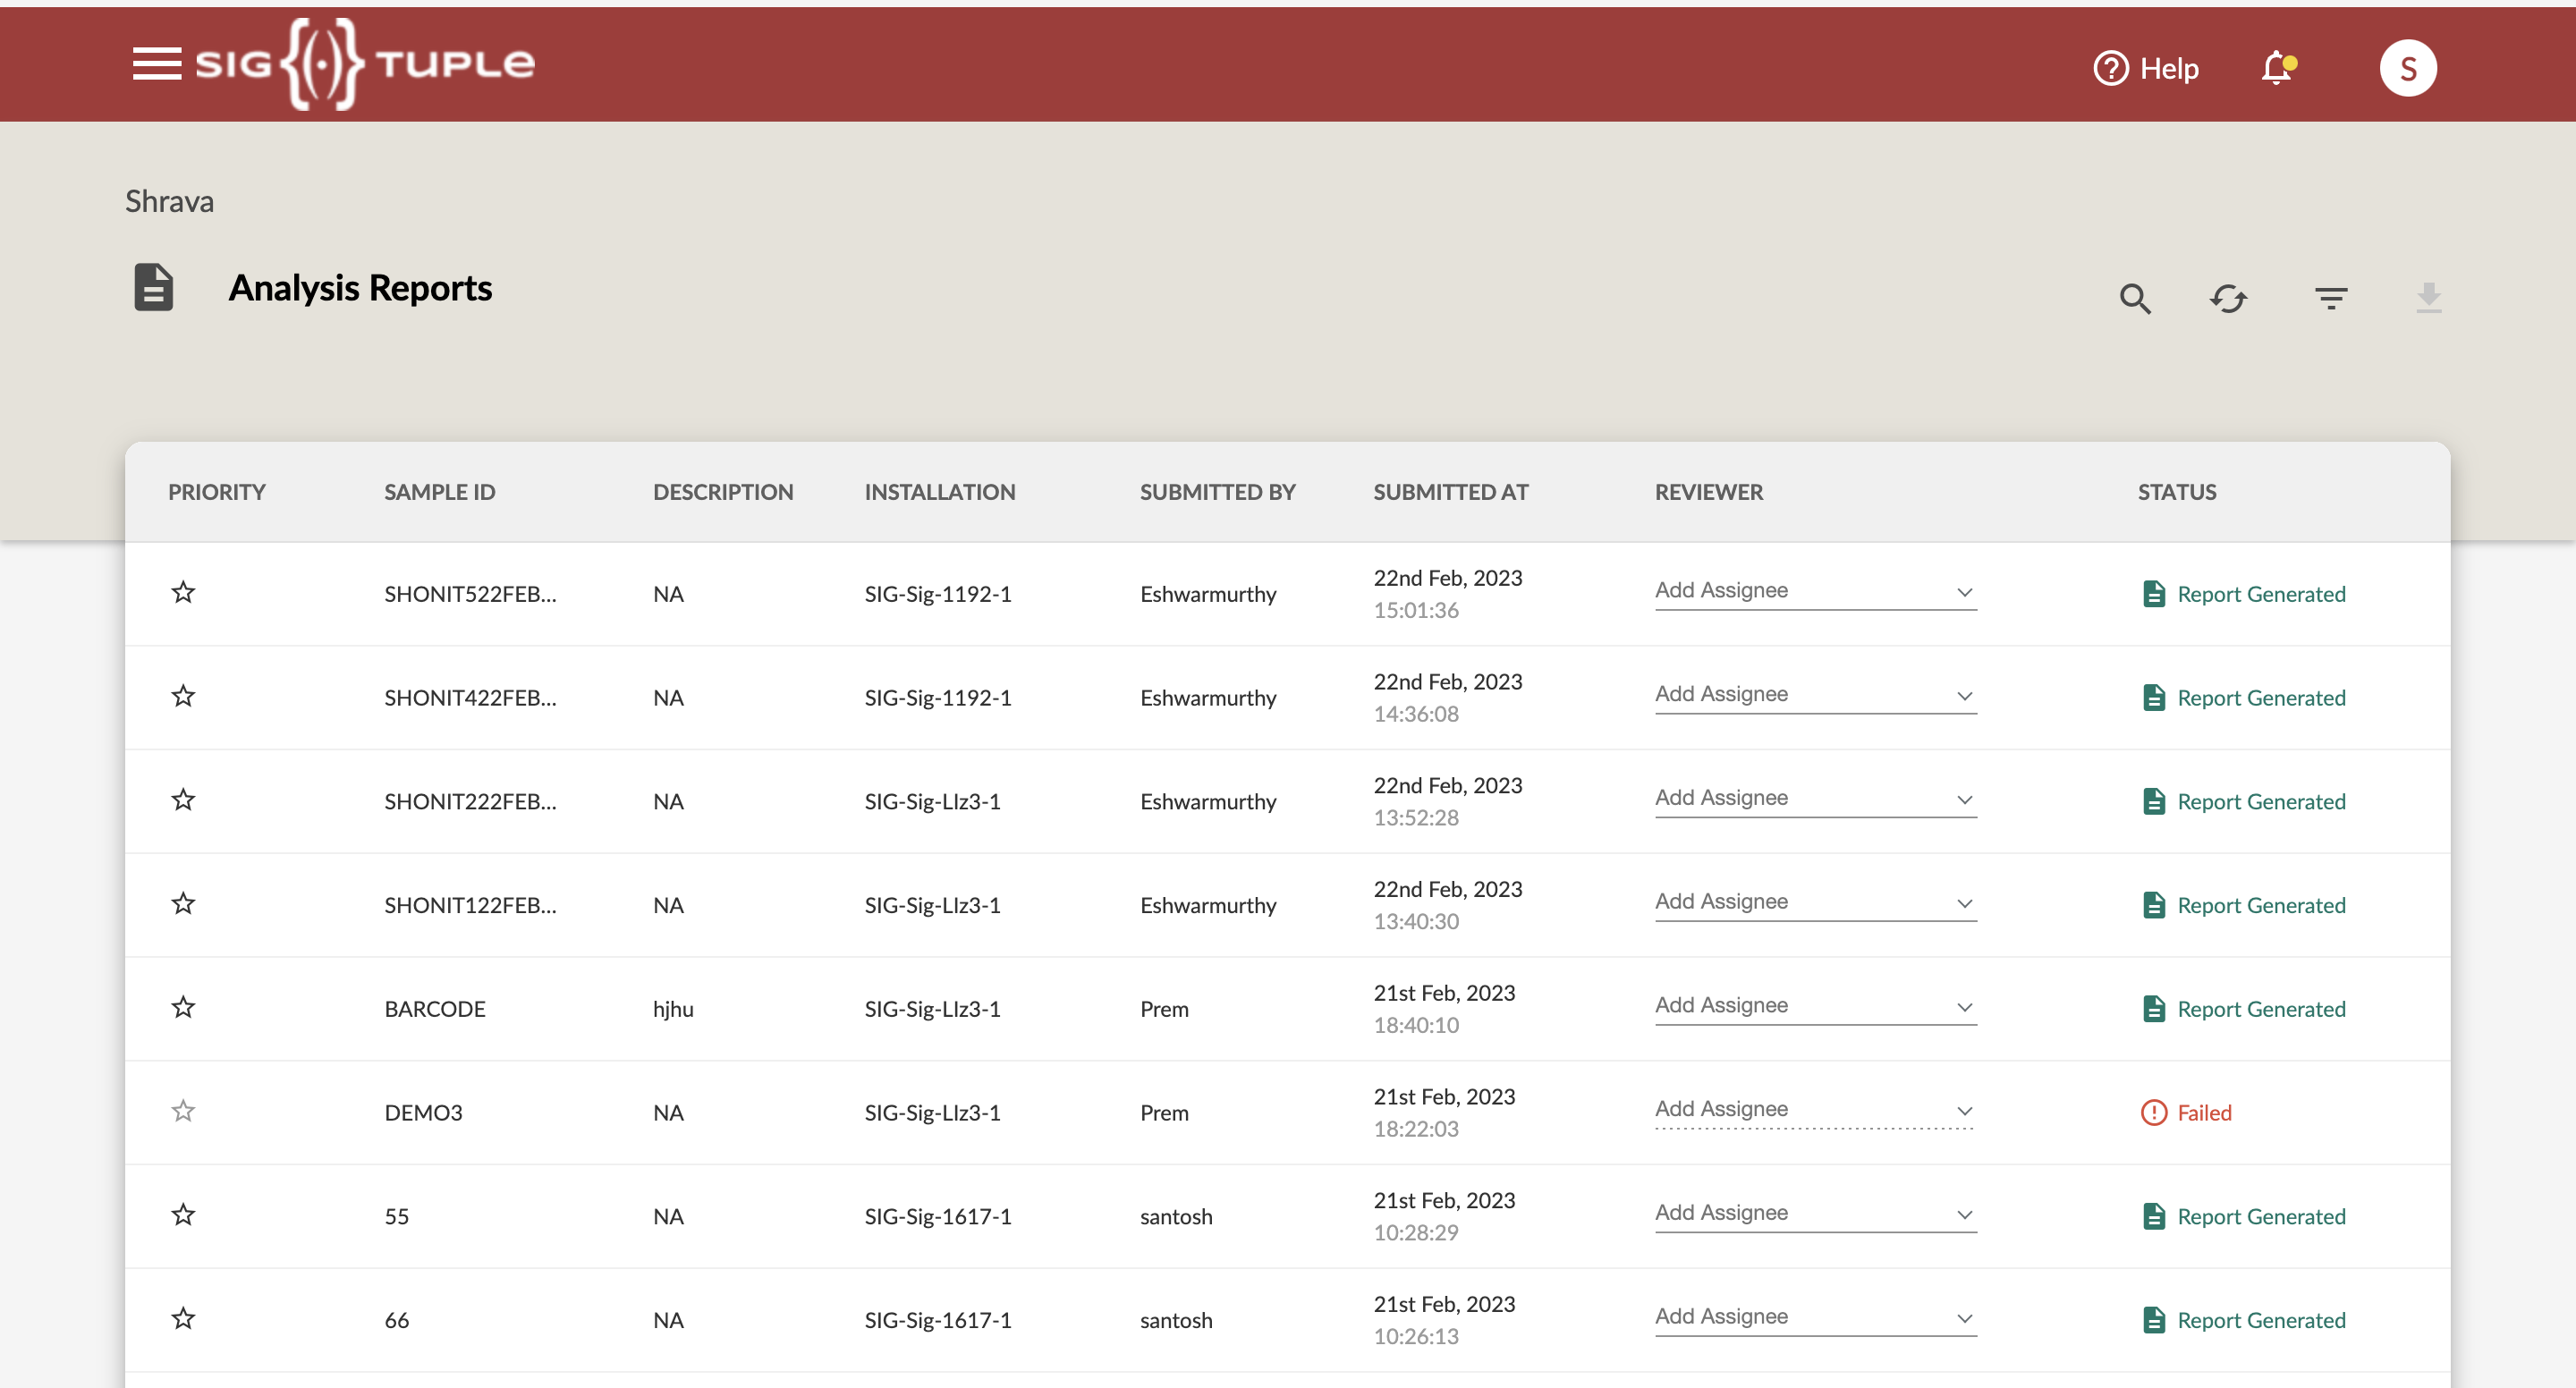 SIG {(·)} TUPLE
Help
S
Shrava
Analysis Reports
PRIORITY SAMPLE ID DESCRIPTION INSTALLATION SUBMITTED BY SUBMITTED AT REVIEWER STATUS
SHONIT522FEB... NA SIG-Sig-1192-1 Eshwarmurthy 22nd Feb, 2023 Add Assignee Report Generated
15:01:36
SHONIT422FEB... NA SIG-Sig-1192-1 Eshwarmurthy 22nd Feb, 2023 Add Assignee Report Generated
14:36:08
SHONIT222FEB... NA SIG-Sig-LIz3-1 Eshwarmurthy 22nd Feb, 2023 Add Assignee Report Generated
13:52:28
SHONIT122FEB... NA SIG-Sig-LIz3-1 Eshwarmurthy 22nd Feb, 2023 Add Assignee Report Generated
13:40:30
BARCODE hjhu SIG-Sig-LIz3-1 Prem 21st Feb, 2023 Add Assignee Report Generated
18:40:10
DEMO3 NA SIG-Sig-LIz3-1 Prem 21st Feb, 2023 Add Assignee Failed
18:22:03
55 NA SIG-Sig-1617-1 santosh 21st Feb, 2023 Add Assignee Report Generated
10:28:29
66 NA SIG-Sig-1617-1 santosh 21st Feb, 2023 Add Assignee Report Generated
10:26:13